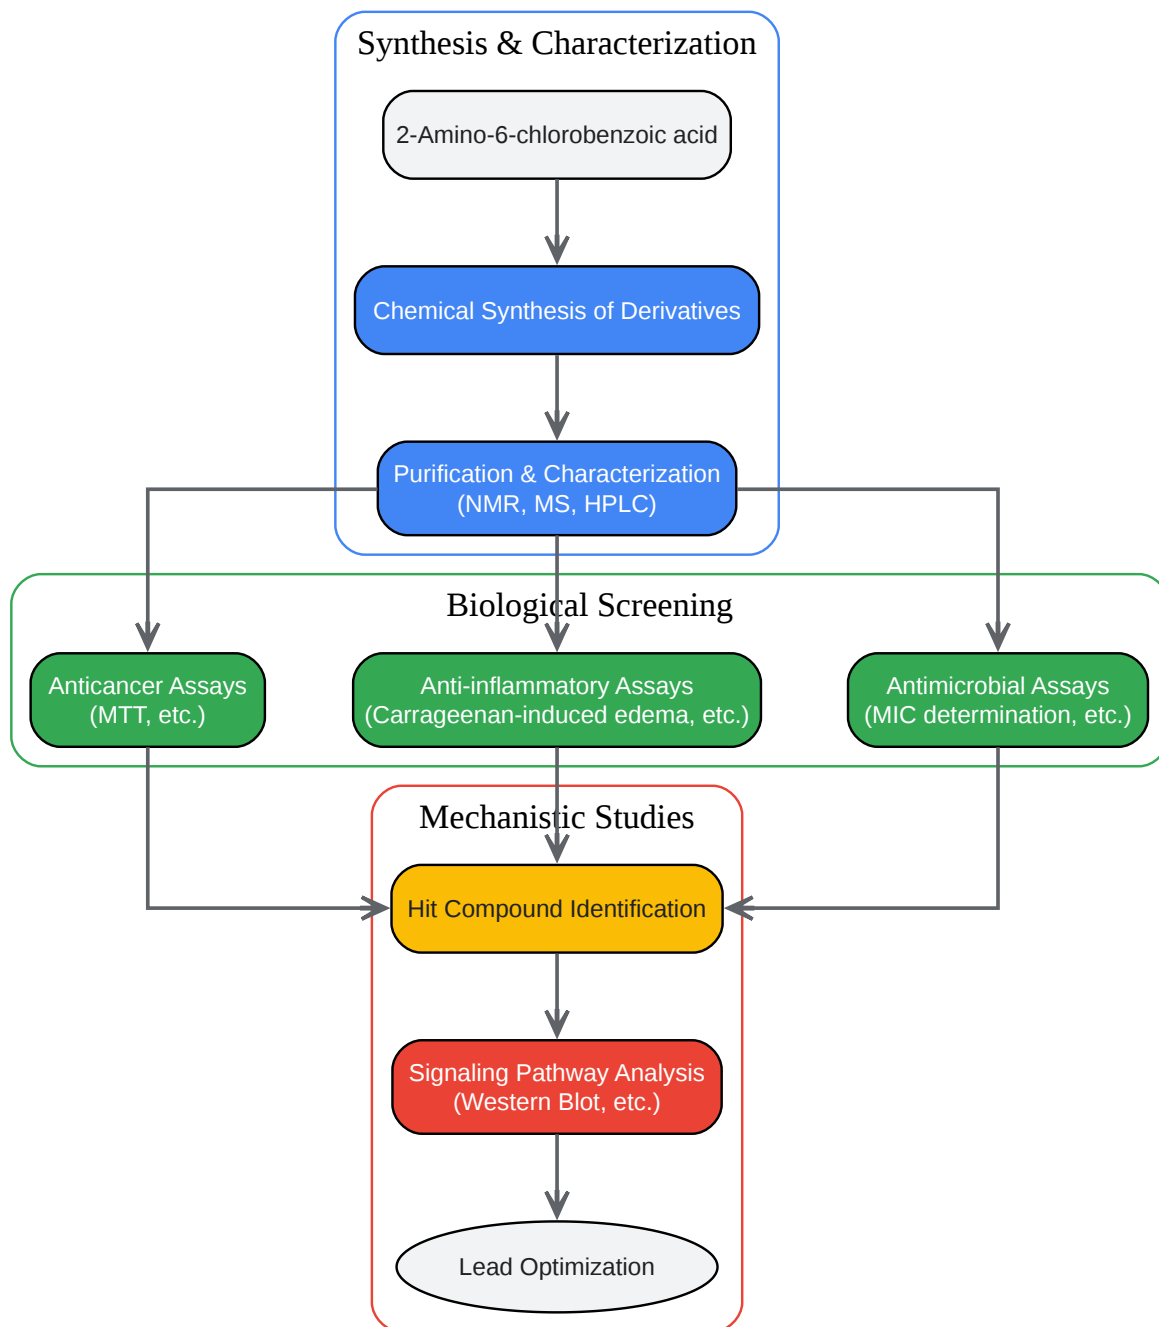 Synthesis & Characterization
2-Amino-6-chlorobenzoic acid
Chemical Synthesis of Derivatives
Purification & Characterization
(NMR, MS, HPLC)
Biological Screening
Anticancer Assays
(MTT, etc.)
Anti-inflammatory Assays
(Carrageenan-induced edema, etc.)
Antimicrobial Assays
(MIC determination, etc.)
Mechanistic Studies
Hit Compound Identification
Signaling Pathway Analysis
(Western Blot, etc.)
Lead Optimization